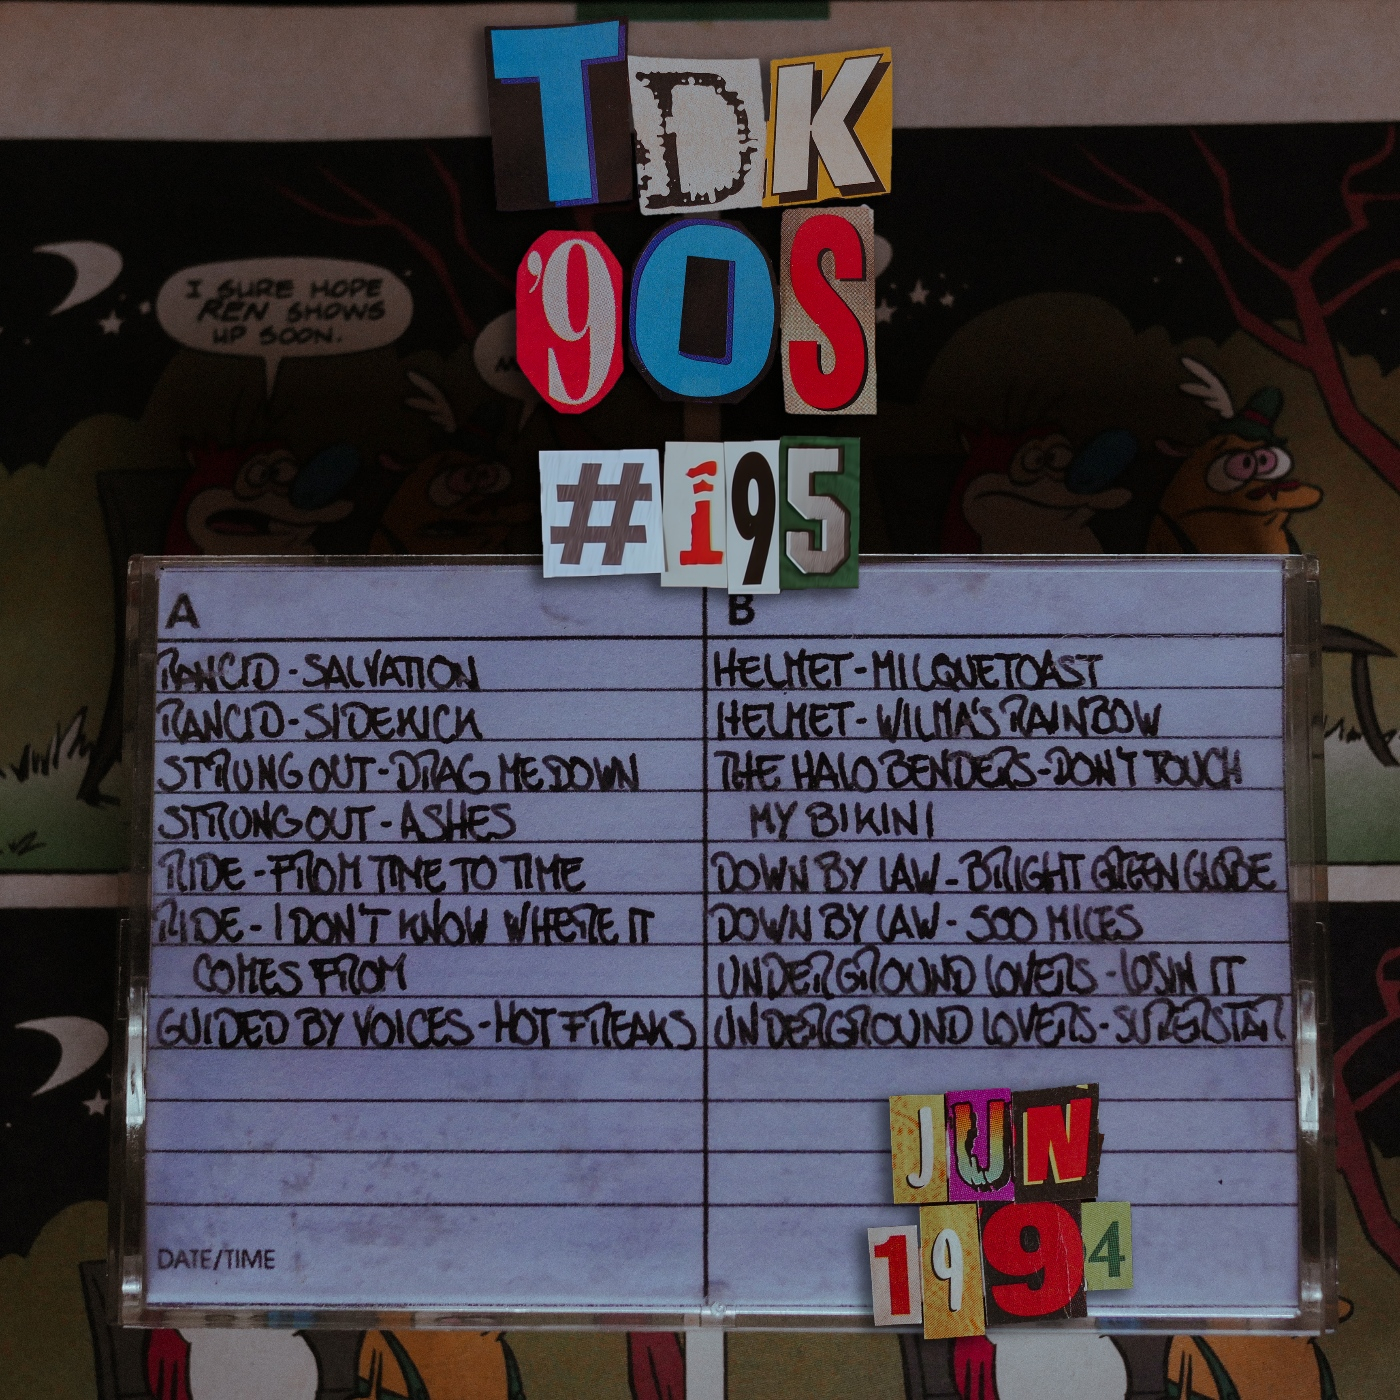 TDK
'90S
#195
I SURE HOPE
REN SHOWS
UP SOON.
A
RANCID - SALVATION
RANCID - SIDEKICK
STRUNG OUT - DRAG ME DOWN
STRUNG OUT - ASHES
RIDE - FROM TIME TO TIME
RIDE - I DON'T KNOW WHERE IT
COMES FROM
GUIDED BY VOICES - HOT FREAKS
DATE/TIME
B
HELMET - MILQUETOAST
HELMET - WILMA'S RAINBOW
THE HALO BENDERS - DON'T TOUCH
MY BIKINI
DOWN BY LAW - BRIGHT GREEN GLOBE
DOWN BY LAW - 500 MILES
UNDERGROUND LOVERS - LOSIN IT
UNDERGROUND LOVERS - SUPERSTAR
JUN
1994